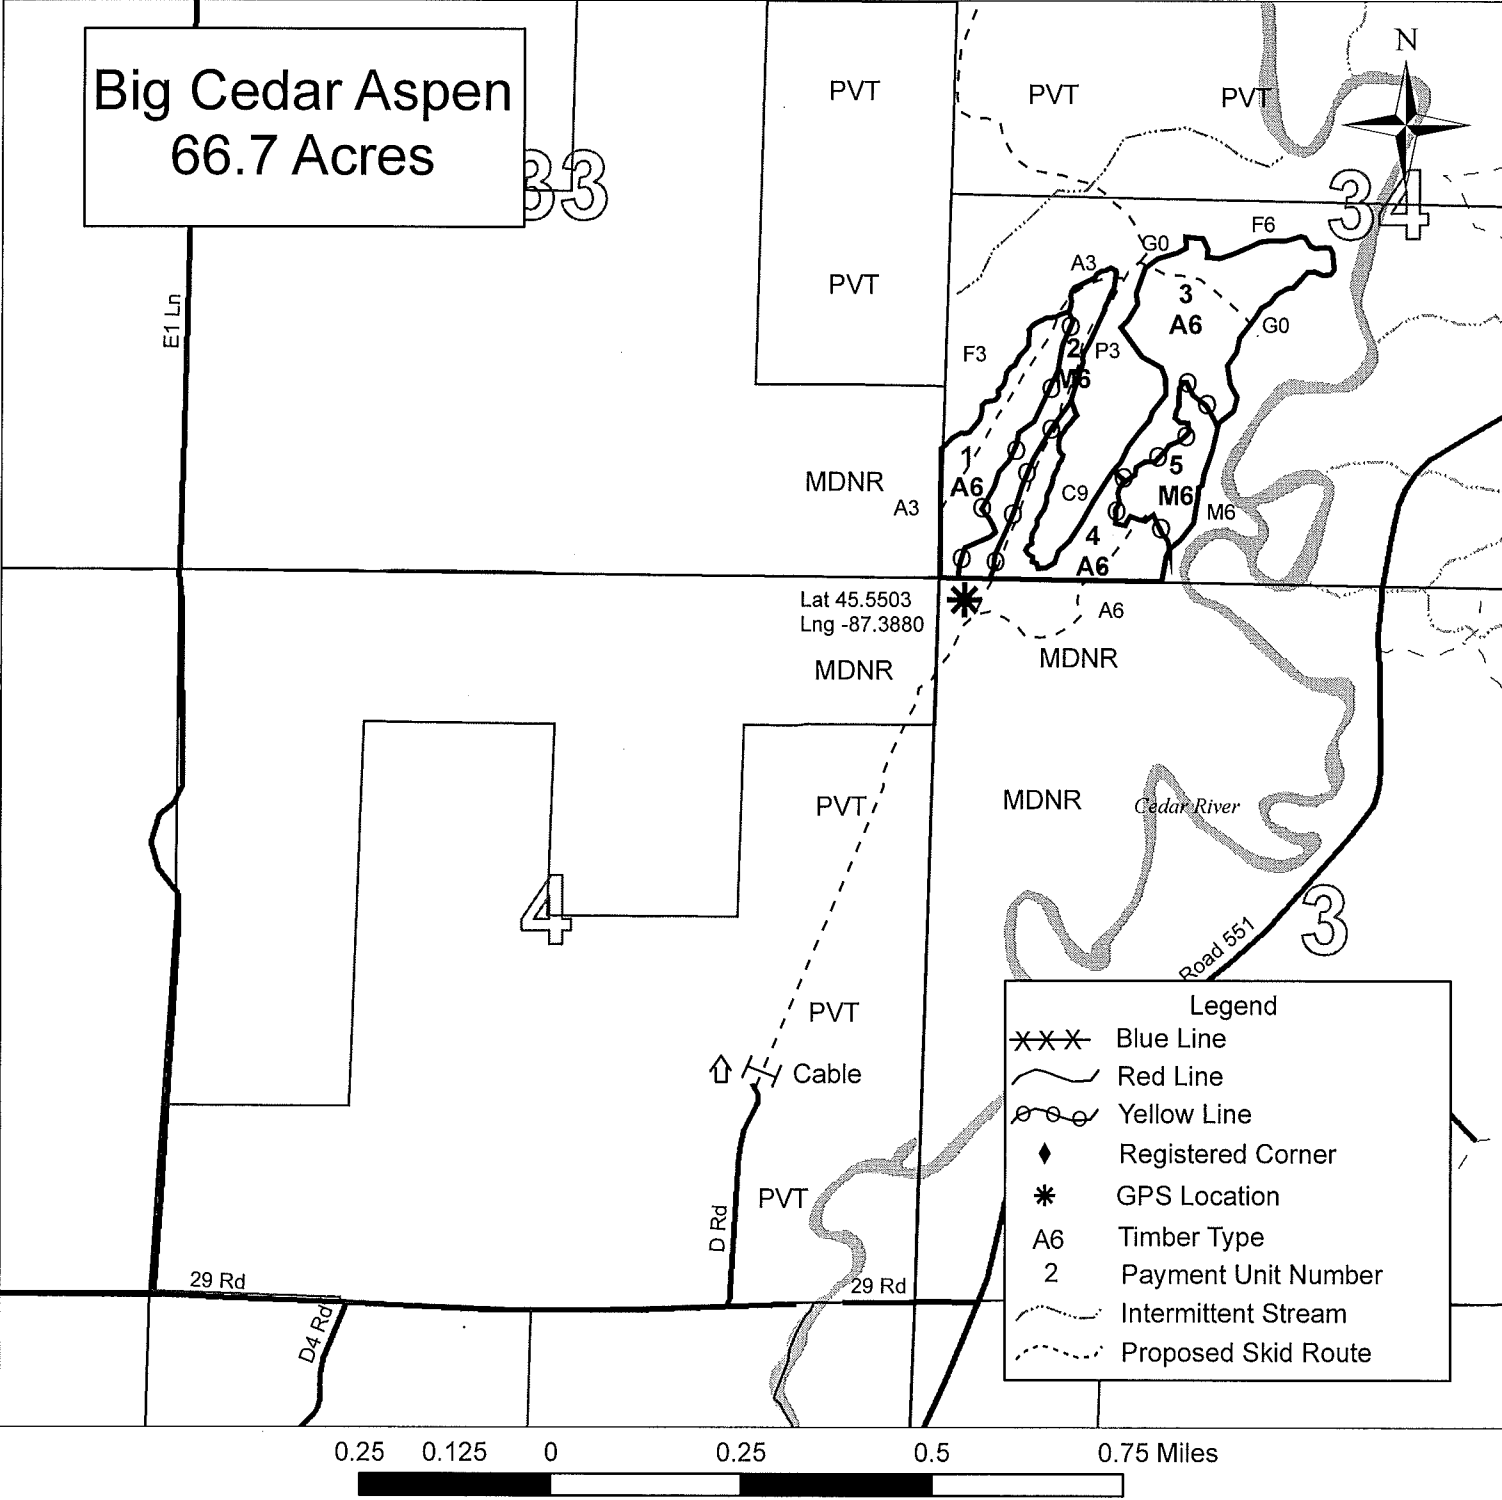 Big Cedar Aspen
66.7 Acres
33
PVT
PVT
PVT
N
34
PVT
E1 Ln
G0
F6
A3
3
A6
G0
F3
2
M6
P3
MDNR
A3
1
A6
C9
5
M6
M6
4
A6
Lat 45.5503
Lng -87.3880
A6
MDNR
MDNR
PVT
MDNR
Cedar River
4
3
Road 551
PVT
Cable
PVT
D Rd
29 Rd
29 Rd
D4 Rd
Legend
Blue Line
Red Line
Yellow Line
Registered Corner
GPS Location
A6 Timber Type
2 Payment Unit Number
Intermittent Stream
Proposed Skid Route
0.25 0.125 0 0.25 0.5 0.75 Miles